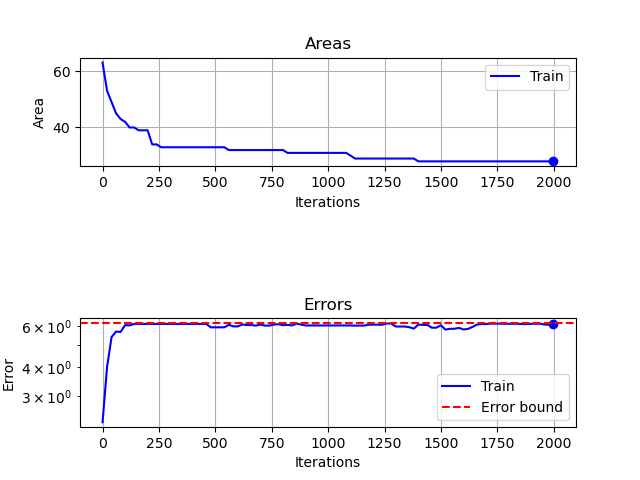 Areas
60
40
Area
Train
0 250 500 750 1000 1250 1500 1750 2000
Iterations
Errors
6 × 10⁰
4 × 10⁰
3 × 10⁰
Error
Train
Error bound
0 250 500 750 1000 1250 1500 1750 2000
Iterations